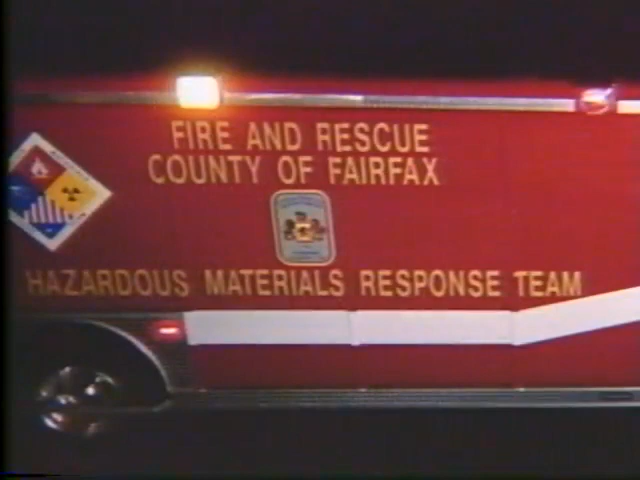 FIRE AND RESCUE
COUNTY OF FAIRFAX
HAZARDOUS MATERIALS RESPONSE TEAM